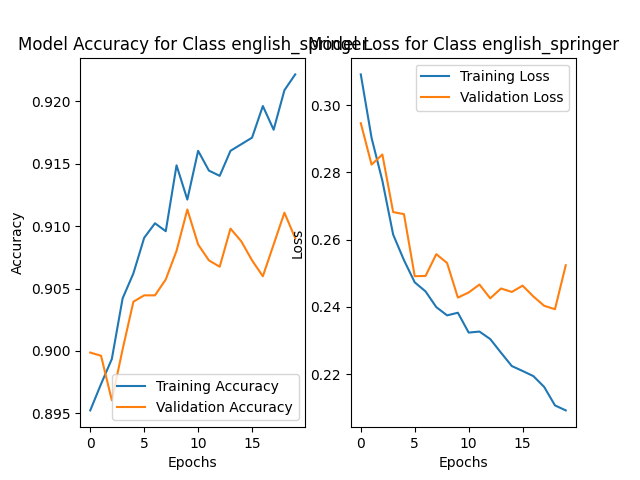 Model Accuracy for Class english_springer
Model Loss for Class english_springer
Accuracy
0.920
0.915
0.910
0.905
0.900
0.895
Training Accuracy
Validation Accuracy
0 5 10 15
Epochs
Loss
0.30
0.28
0.26
0.24
0.22
Training Loss
Validation Loss
0 5 10 15
Epochs